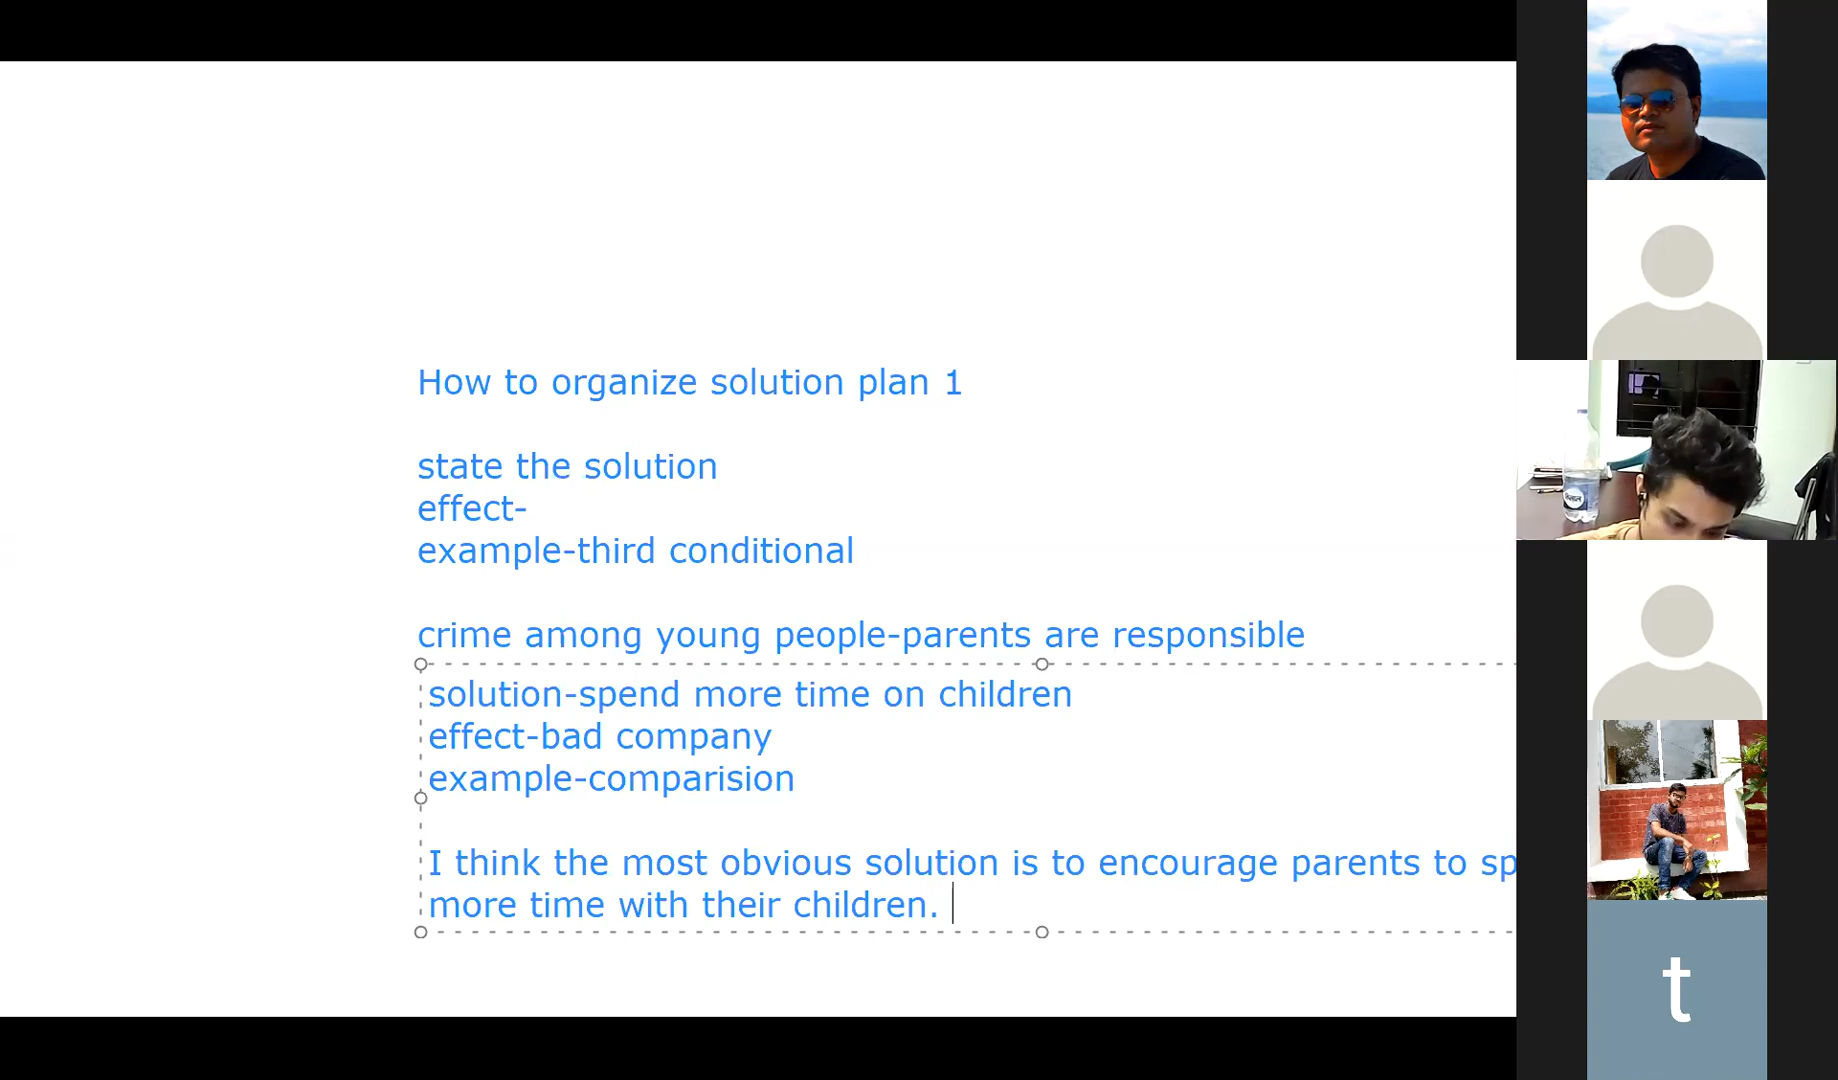 How to organize solution plan 1
state the solution
effect-
example-third conditional
crime among young people-parents are responsible
solution-spend more time on children
effect-bad company
example-comparision
I think the most obvious solution is to encourage parents to sp
more time with their children.
t